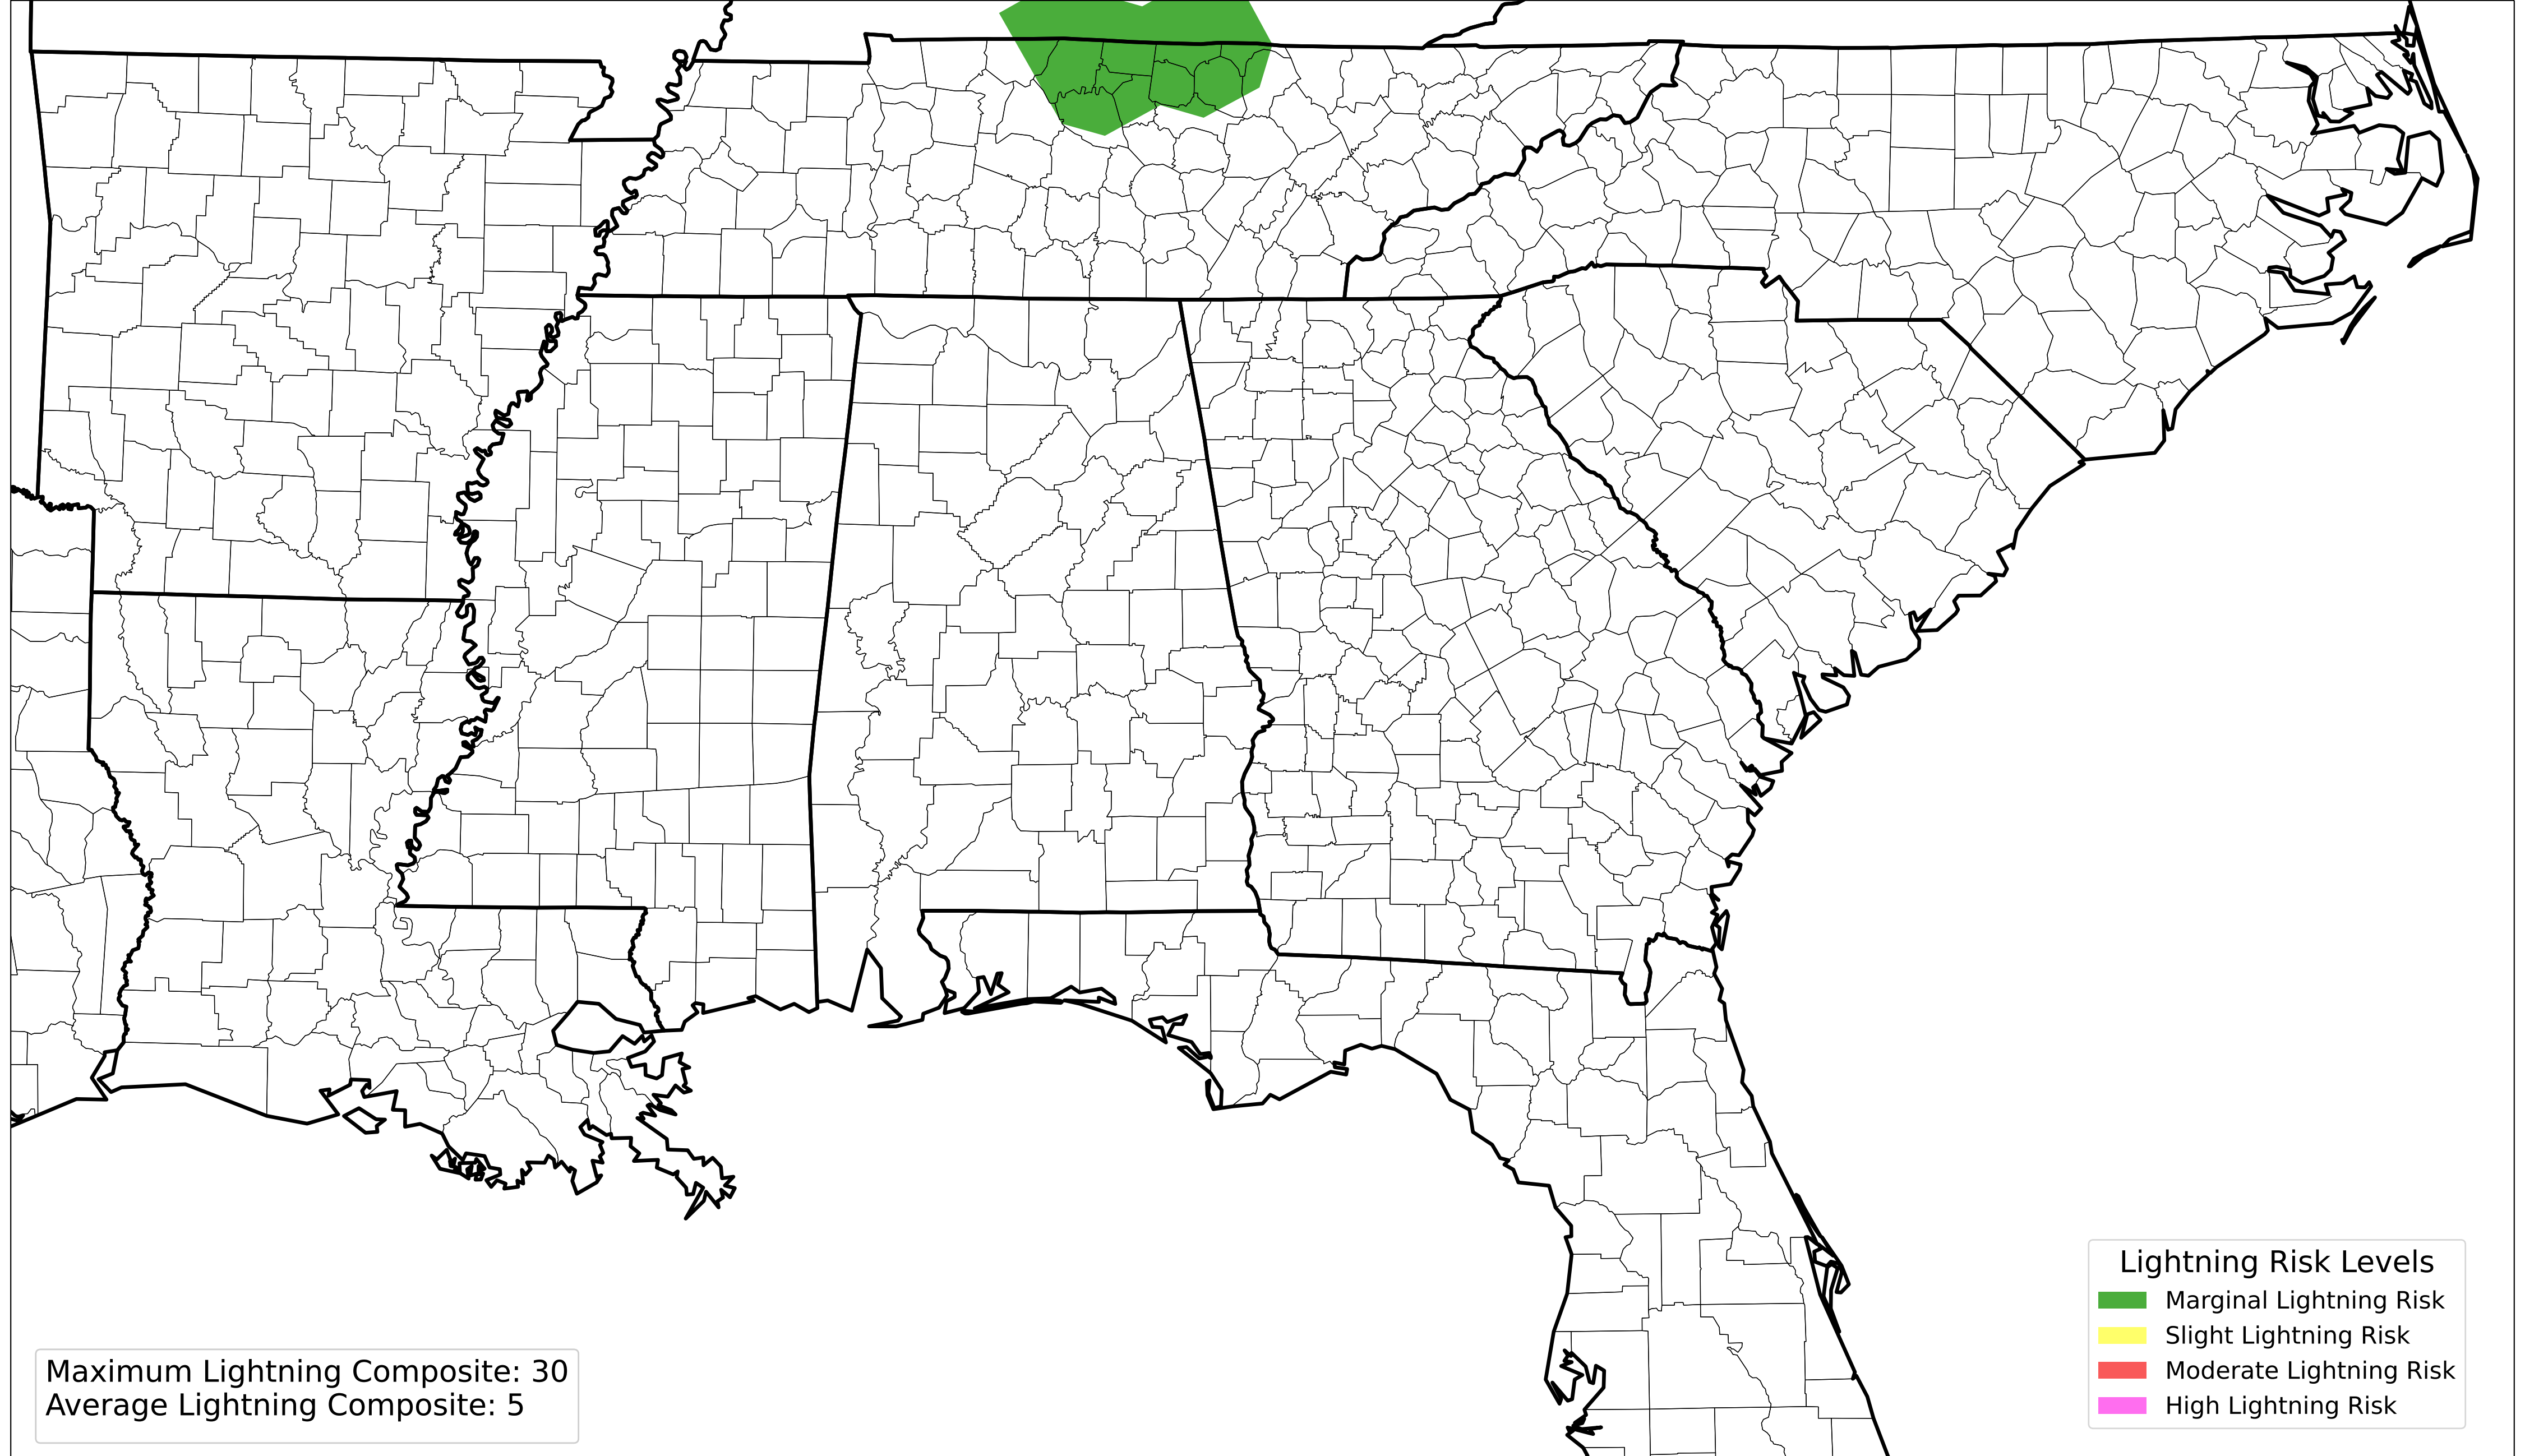 Lightning Risk Levels
Marginal Lightning Risk
Slight Lightning Risk
Moderate Lightning Risk
High Lightning Risk
Maximum Lightning Composite: 30
Average Lightning Composite: 5